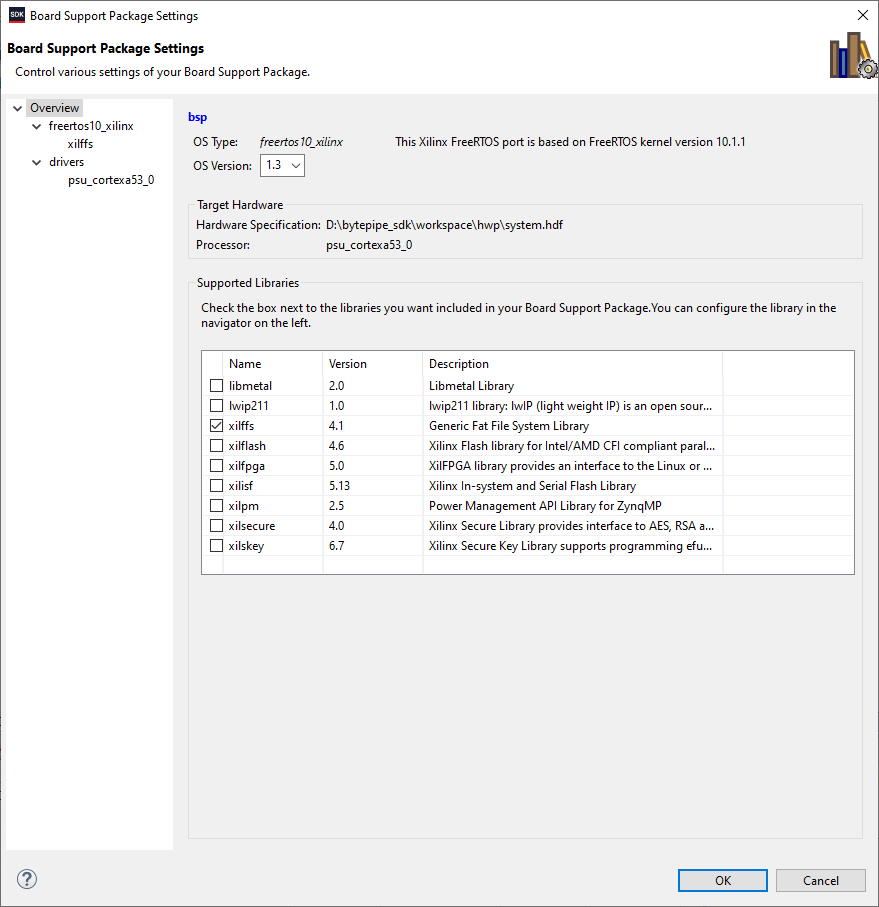 SDK Board Support Package Settings
Board Support Package Settings
Control various settings of your Board Support Package.
Overview
freertos10_xilinx
xilffs
drivers
psu_cortexa53_0
bsp
OS Type: freertos10_xilinx This Xilinx FreeRTOS port is based on FreeRTOS kernel version 10.1.1
OS Version: 1.3
Target Hardware
Hardware Specification: D:\bytepipe_sdk\workspace\hwp\system.hdf
Processor: psu_cortexa53_0
Supported Libraries
Check the box next to the libraries you want included in your Board Support Package.You can configure the library in the
navigator on the left.
Name Version Description
libmetal 2.0 Libmetal Library
lwip211 1.0 lwip211 library: lwIP (light weight IP) is an open sour...
xilffs 4.1 Generic Fat File System Library
xilflash 4.6 Xilinx Flash library for Intel/AMD CFI compliant paral...
xilfpga 5.0 XilFPGA library provides an interface to the Linux or ...
xilisf 5.13 Xilinx In-system and Serial Flash Library
xilpm 2.5 Power Management API Library for ZynqMP
xilsecure 4.0 Xilinx Secure Library provides interface to AES, RSA a...
xilskey 6.7 Xilinx Secure Key Library supports programming efu...
? OK Cancel